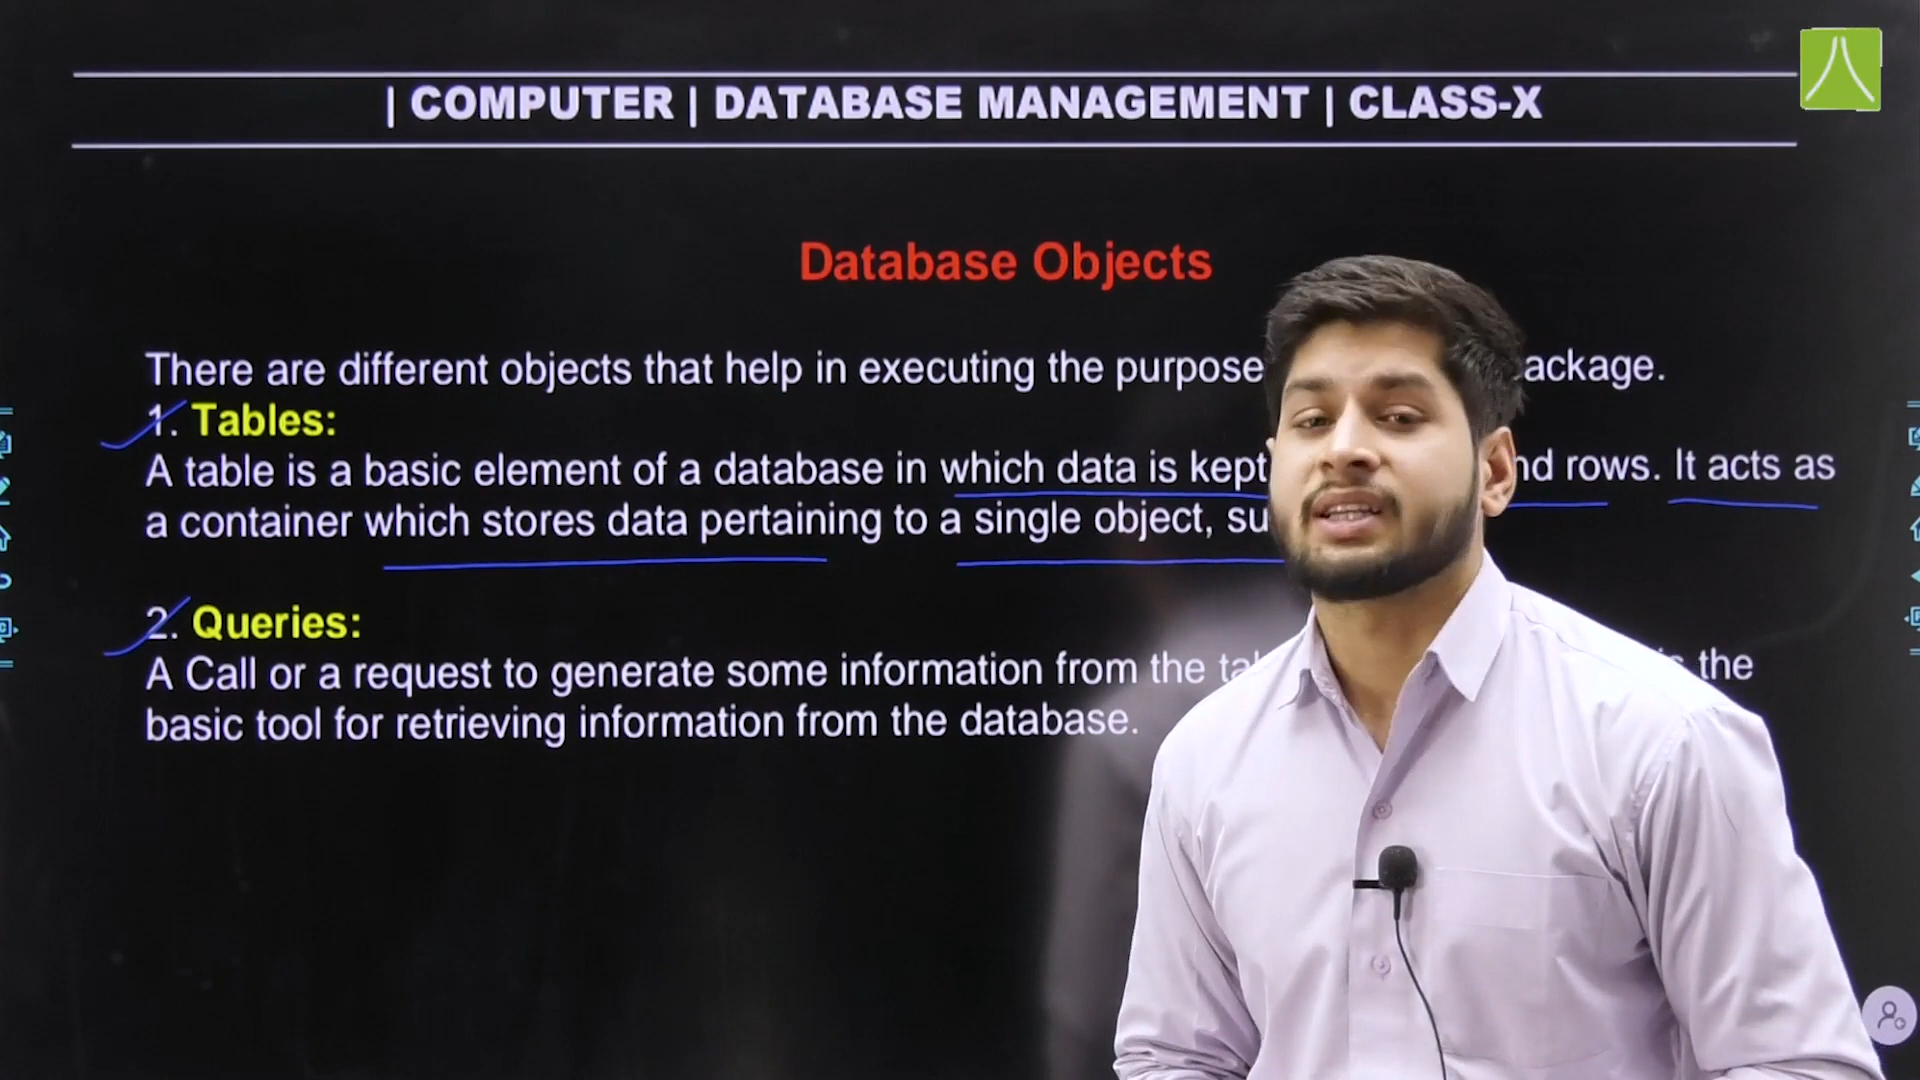 | COMPUTER | DATABASE MANAGEMENT | CLASS-X
Database Objects
There are different objects that help in executing the purpose
1. Tables:
A table is a basic element of a database in which data is kept rows. It acts as
a container which stores data pertaining to a single object,
2. Queries:
A Call or a request to generate some information from the the
basic tool for retrieving information from the database.